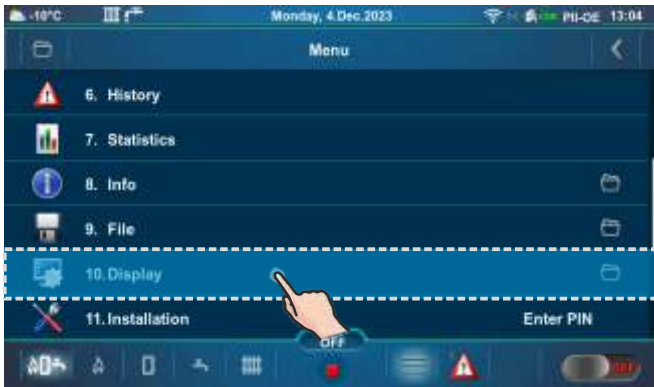 -10°C Monday, 4.Dec.2023 PII-OE 13:04
Menu
6. History
7. Statistics
8. Info
9. File
10.Display
11.Installation Enter PIN
OFF
OFF